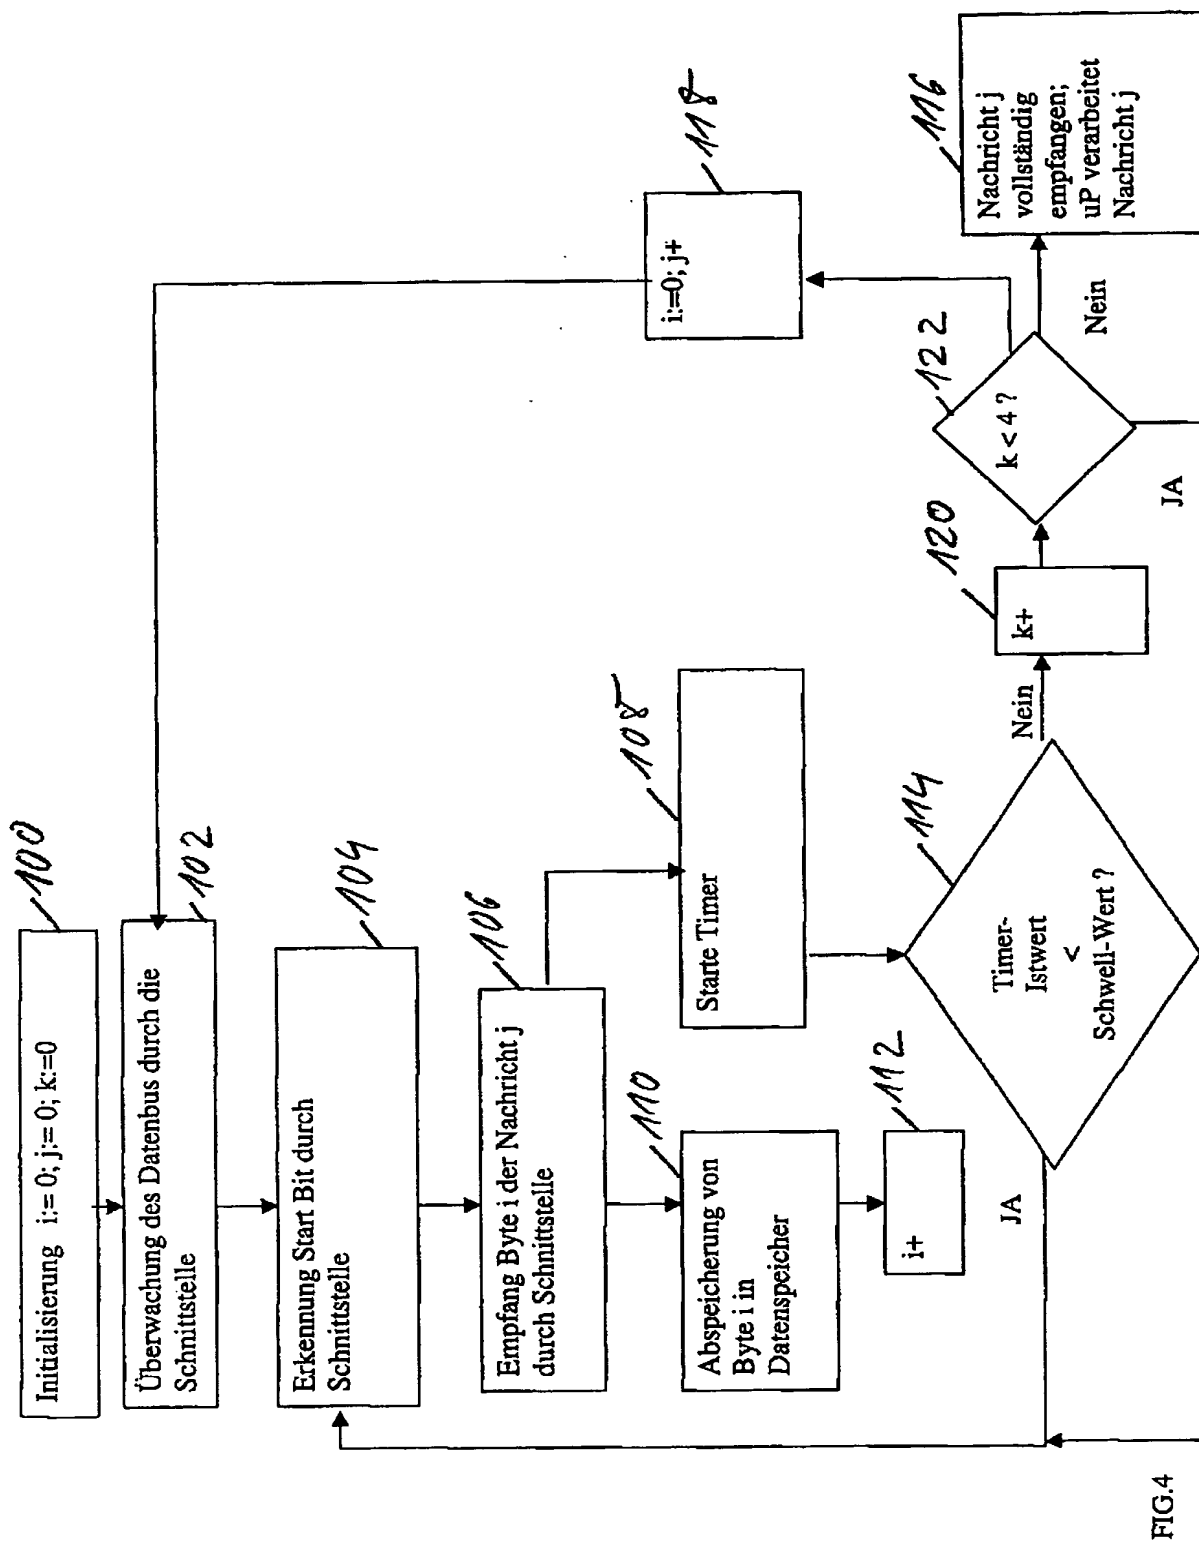 100
Initialisierung i:= 0; j:= 0; k:=0
102
Überwachung des Datenbus durch die
Schnittstelle
104
Erkennung Start Bit durch
Schnittstelle
106
Empfang Byte i der Nachricht j
durch Schnittstelle
108
Starte Timer
110
Abspeicherung von
Byte i in
Datenspeicher
112
i+
114
Timer-
Istwert
<
Schwell-Wert ?
JA
Nein
120
k+
122
k < 4 ?
JA
Nein
118
i:=0; j+
116
Nachricht j
vollständig
empfangen;
uP verarbeitet
Nachricht j
FIG.4